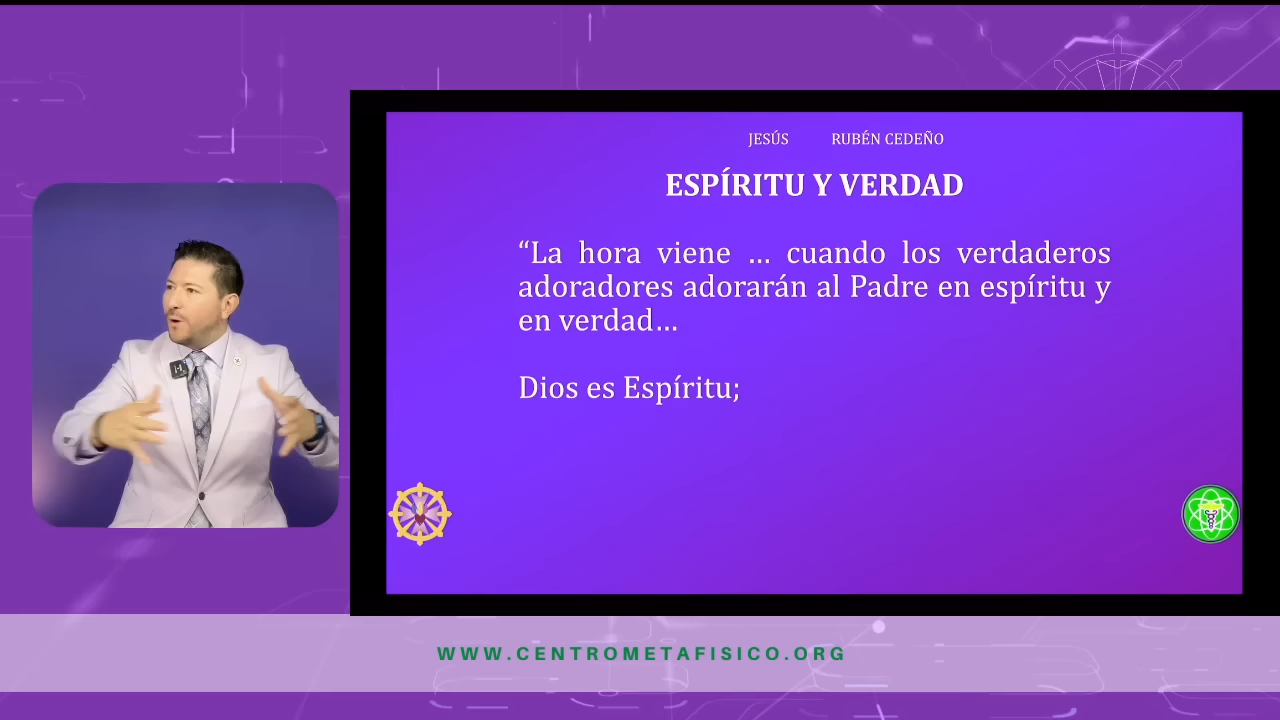 JESÚS RUBÉN CEDEÑO
ESPÍRITU Y VERDAD
“La hora viene ... cuando los verdaderos
adoradores adorarán al Padre en espíritu y
en verdad...
Dios es Espíritu;
WWW.CENTROMETAFISICO.ORG